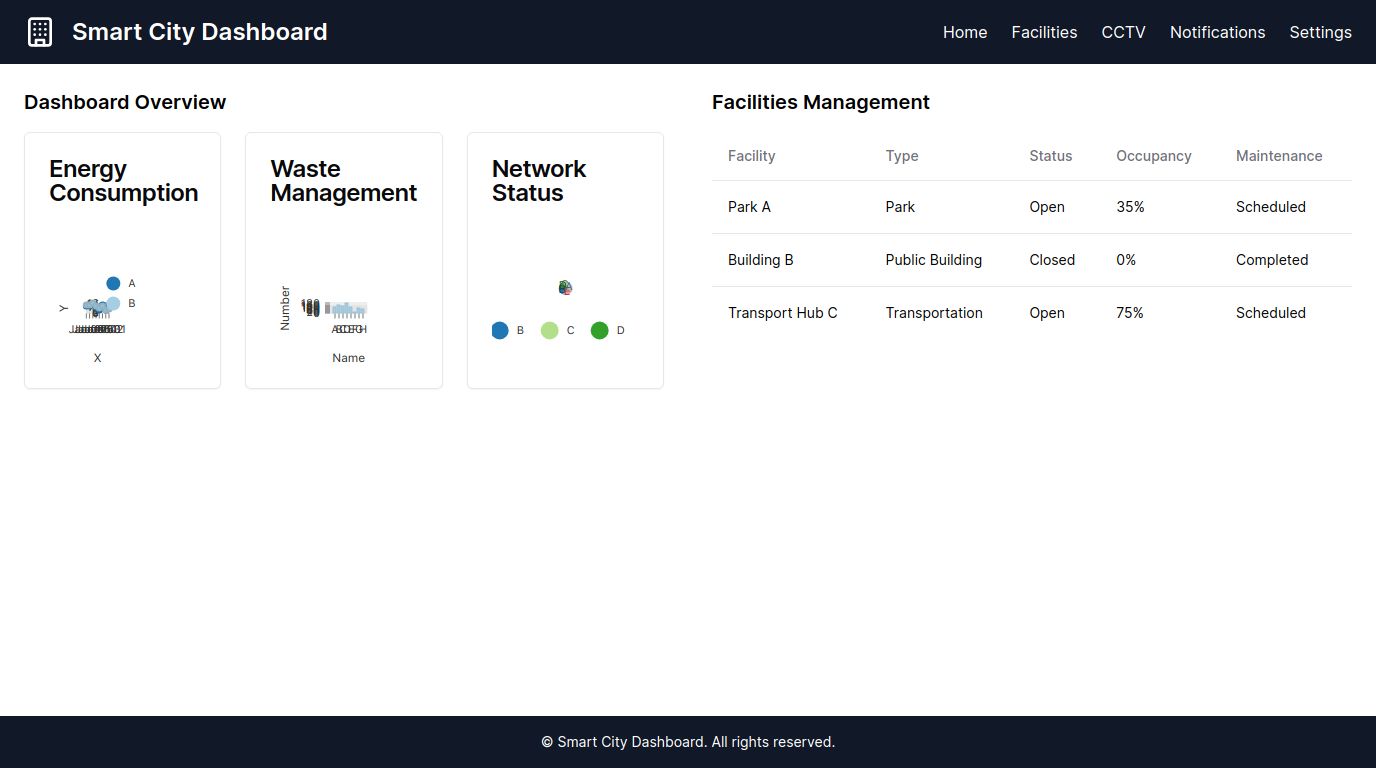 Smart City Dashboard
Home Facilities CCTV Notifications Settings
Dashboard Overview
Energy
Consumption
A
B
Y
X
Waste
Management
Number
Name
Network
Status
B C D
Facilities Management
Facility Type Status Occupancy Maintenance
Park A Park Open 35% Scheduled
Building B Public Building Closed 0% Completed
Transport Hub C Transportation Open 75% Scheduled
© Smart City Dashboard. All rights reserved.